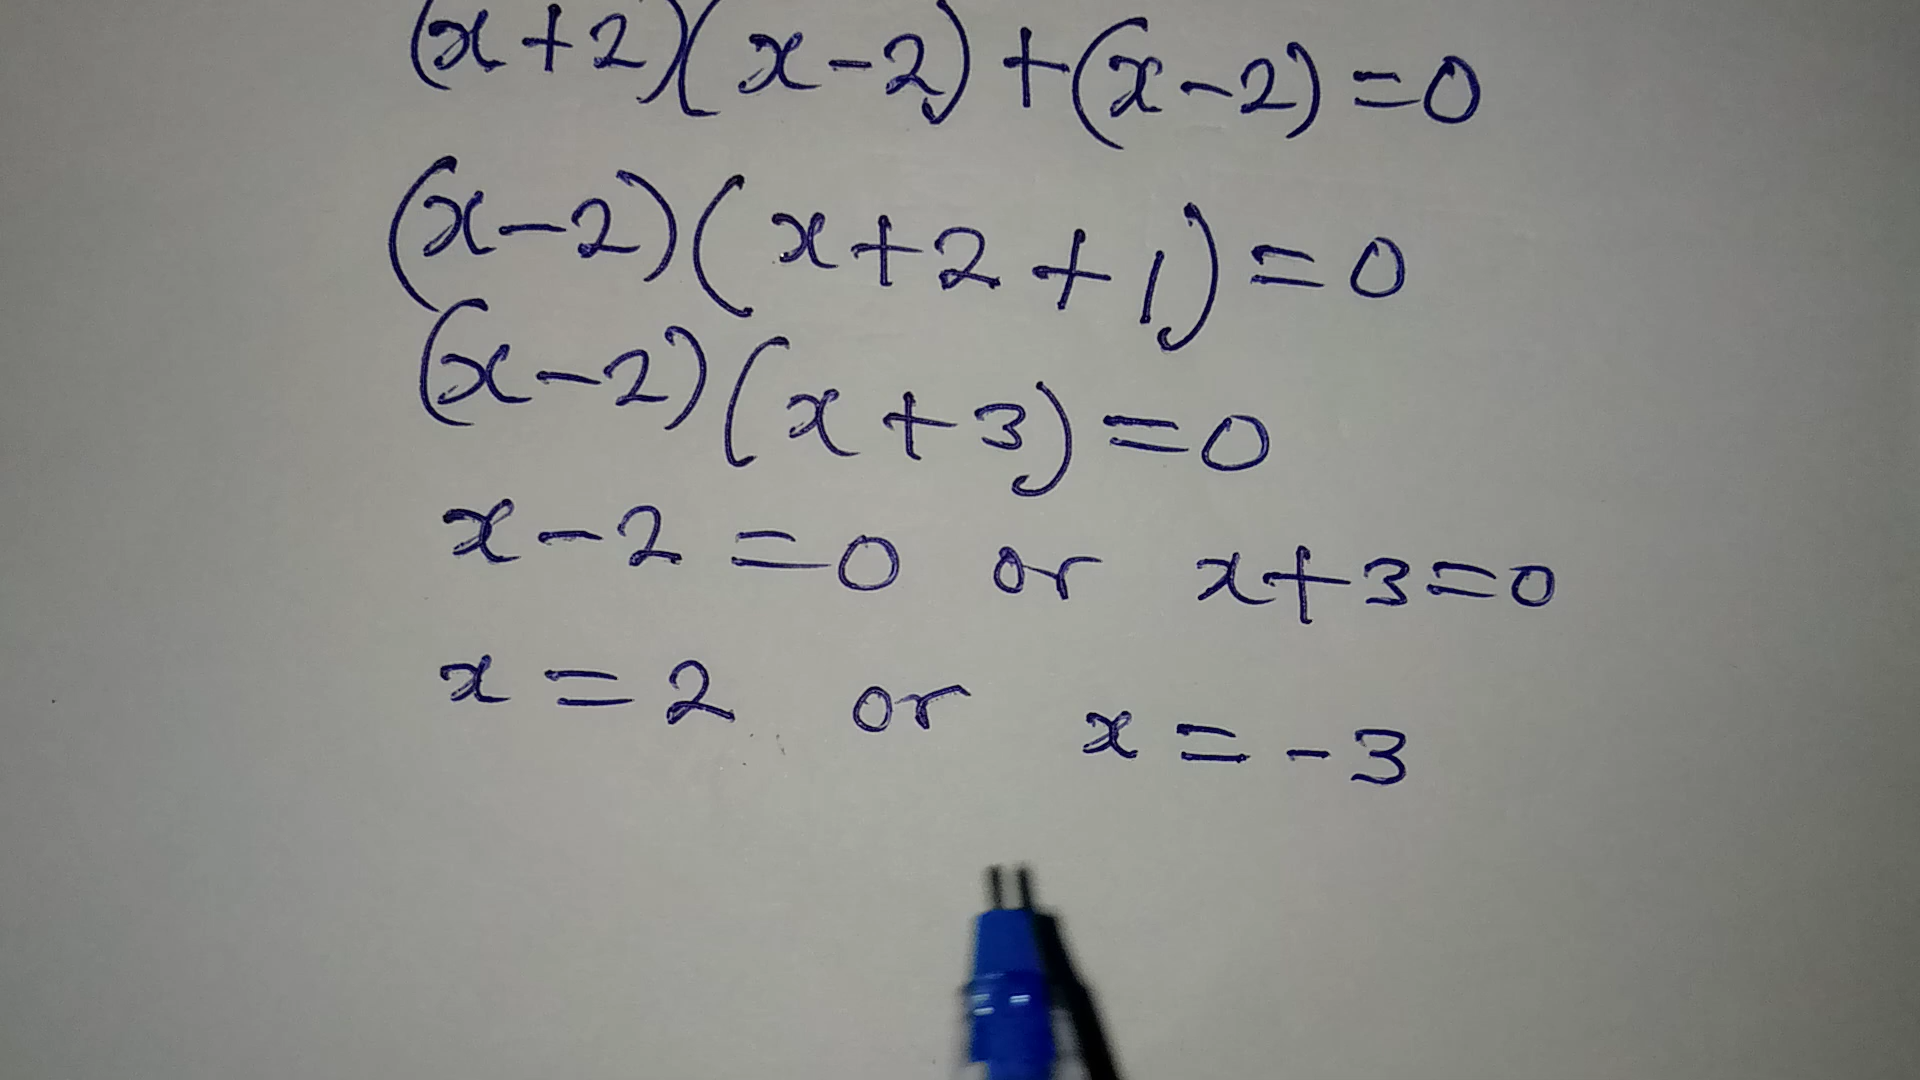 (x+2)(x-2)+(x-2)=0
(x-2)(x+2+1)=0
(x-2)(x+3)=0
x-2=0 or x+3=0
x=2 or x=-3